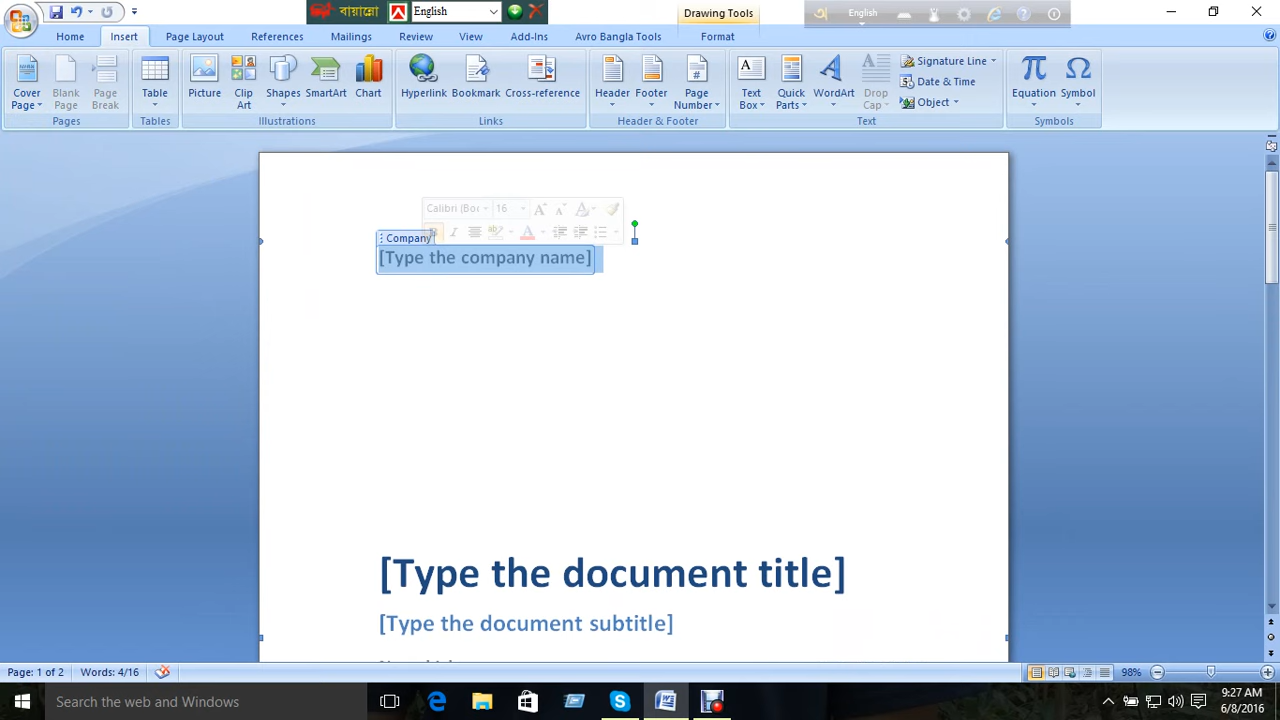 বায়ান্নো English
Drawing Tools
English
Home Insert Page Layout References Mailings Review View Add-Ins Avro Bangla Tools Format
Cover Page Blank Page Page Break Table Picture Clip Art Shapes SmartArt Chart Hyperlink Bookmark Cross-reference Header Footer Page Number Text Box Quick Parts WordArt Drop Cap Signature Line Equation Symbol
Date & Time
Object
Pages Tables Illustrations Links Header & Footer Text Symbols
Calibri (Boc 16
Company
[Type the company name]
[Type the document title]
[Type the document subtitle]
Page: 1 of 2 Words: 4/16 98%
Search the web and Windows
9:27 AM
6/8/2016